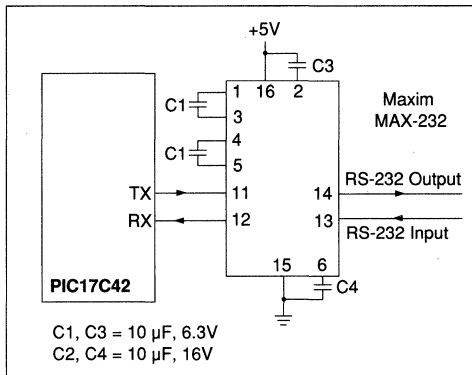 +5V
C3
1
16
2
Maxim
MAX-232
C1
3
4
C1
5
TX
11
14
RS-232 Output
RX
12
13
RS-232 Input
15
6
C4
PIC17C42
C1, C3 = 10 µF, 6.3V
C2, C4 = 10 µF, 16V